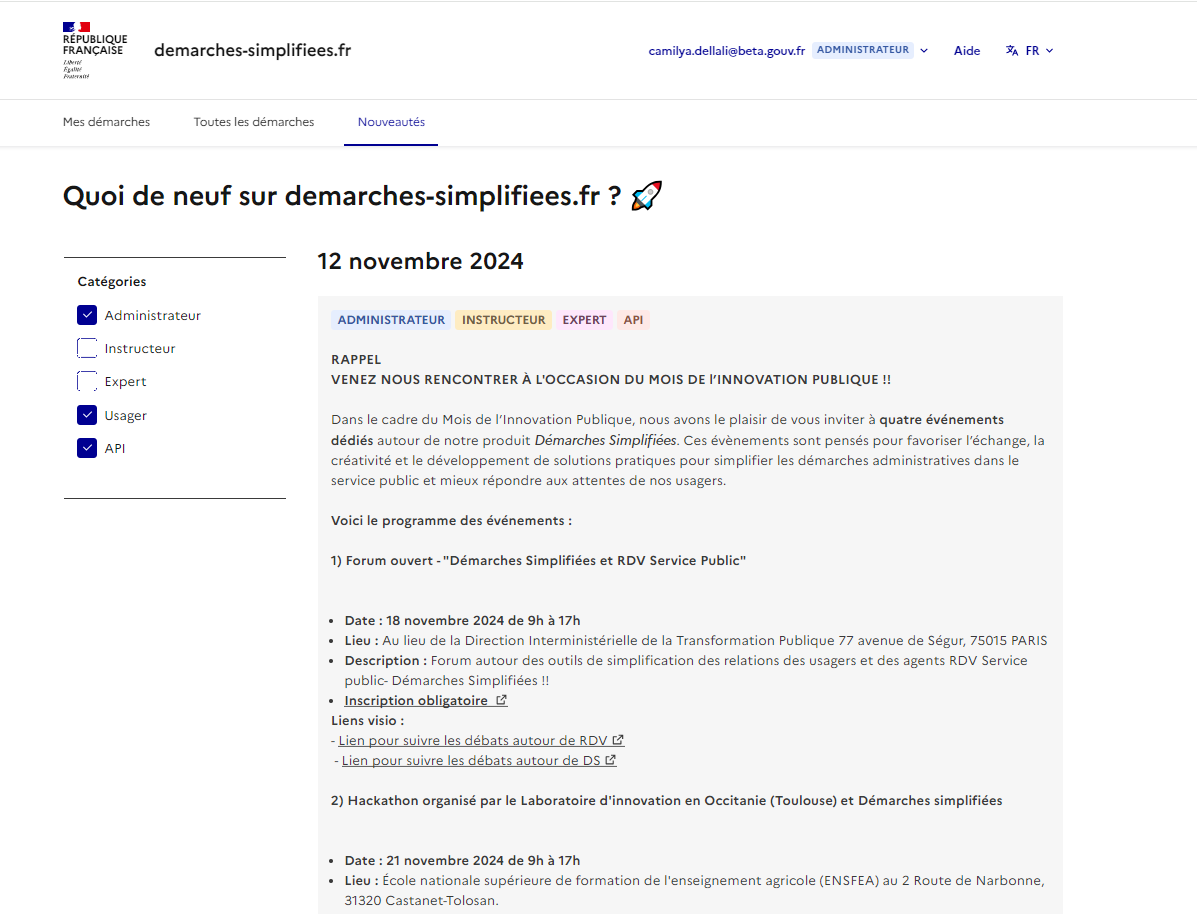 RÉPUBLIQUE
FRANÇAISE
Liberté
Égalité
Fraternité
demarches-simplifiees.fr
camilya.dellali@beta.gouv.fr ADMINISTRATEUR
Aide
FR
Mes démarches
Toutes les démarches
Nouveautés
Quoi de neuf sur demarches-simplifiees.fr ? 🚀
Catégories
Administrateur
Instructeur
Expert
Usager
API
12 novembre 2024
ADMINISTRATEUR INSTRUCTEUR EXPERT API
RAPPEL
VENEZ NOUS RENCONTRER À L'OCCASION DU MOIS DE l’INNOVATION PUBLIQUE !!
Dans le cadre du Mois de l’Innovation Publique, nous avons le plaisir de vous inviter à quatre événements
dédiés autour de notre produit Démarches Simplifiées. Ces évènements sont pensés pour favoriser l’échange, la
créativité et le développement de solutions pratiques pour simplifier les démarches administratives dans le
service public et mieux répondre aux attentes de nos usagers.
Voici le programme des événements :
1) Forum ouvert - "Démarches Simplifiées et RDV Service Public"
• Date : 18 novembre 2024 de 9h à 17h
• Lieu : Au lieu de la Direction Interministérielle de la Transformation Publique 77 avenue de Ségur, 75015 PARIS
• Description : Forum autour des outils de simplification des relations des usagers et des agents RDV Service
public- Démarches Simplifiées !!
• Inscription obligatoire
Liens visio :
- Lien pour suivre les débats autour de RDV
- Lien pour suivre les débats autour de DS
2) Hackathon organisé par le Laboratoire d'innovation en Occitanie (Toulouse) et Démarches simplifiées
• Date : 21 novembre 2024 de 9h à 17h
• Lieu : École nationale supérieure de formation de l'enseignement agricole (ENSFEA) au 2 Route de Narbonne,
31320 Castanet-Tolosan.